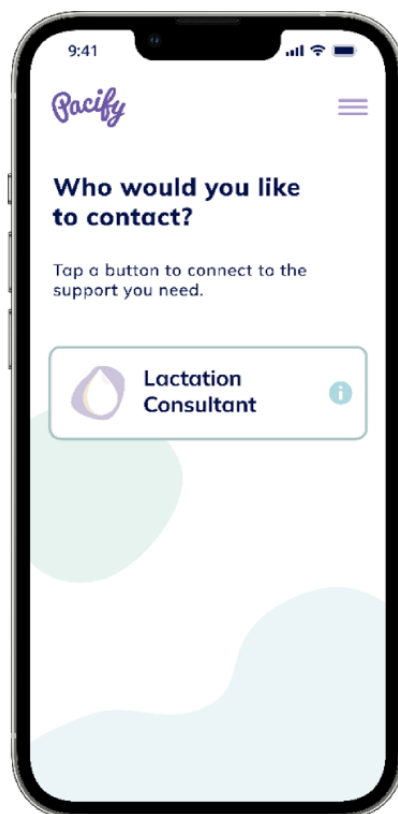 9:41
Pacify
Who would you like
to contact?
Tap a button to connect to the
support you need.
Lactation
Consultant
i